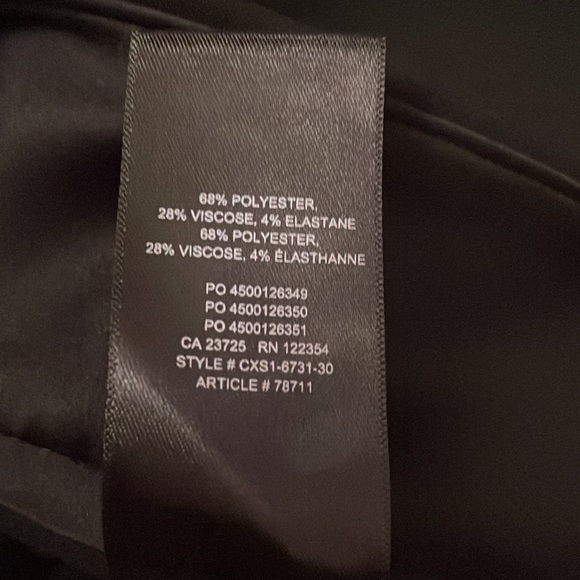 68% POLYESTER,
28% VISCOSE, 4% ELASTANE
68% POLYESTER,
28% VISCOSE, 4% ÉLASTHANNE
PO 4500126349
PO 4500126350
PO 4500126351
CA 23725 RN 122354
STYLE # CXS1-6731-30
ARTICLE # 78711